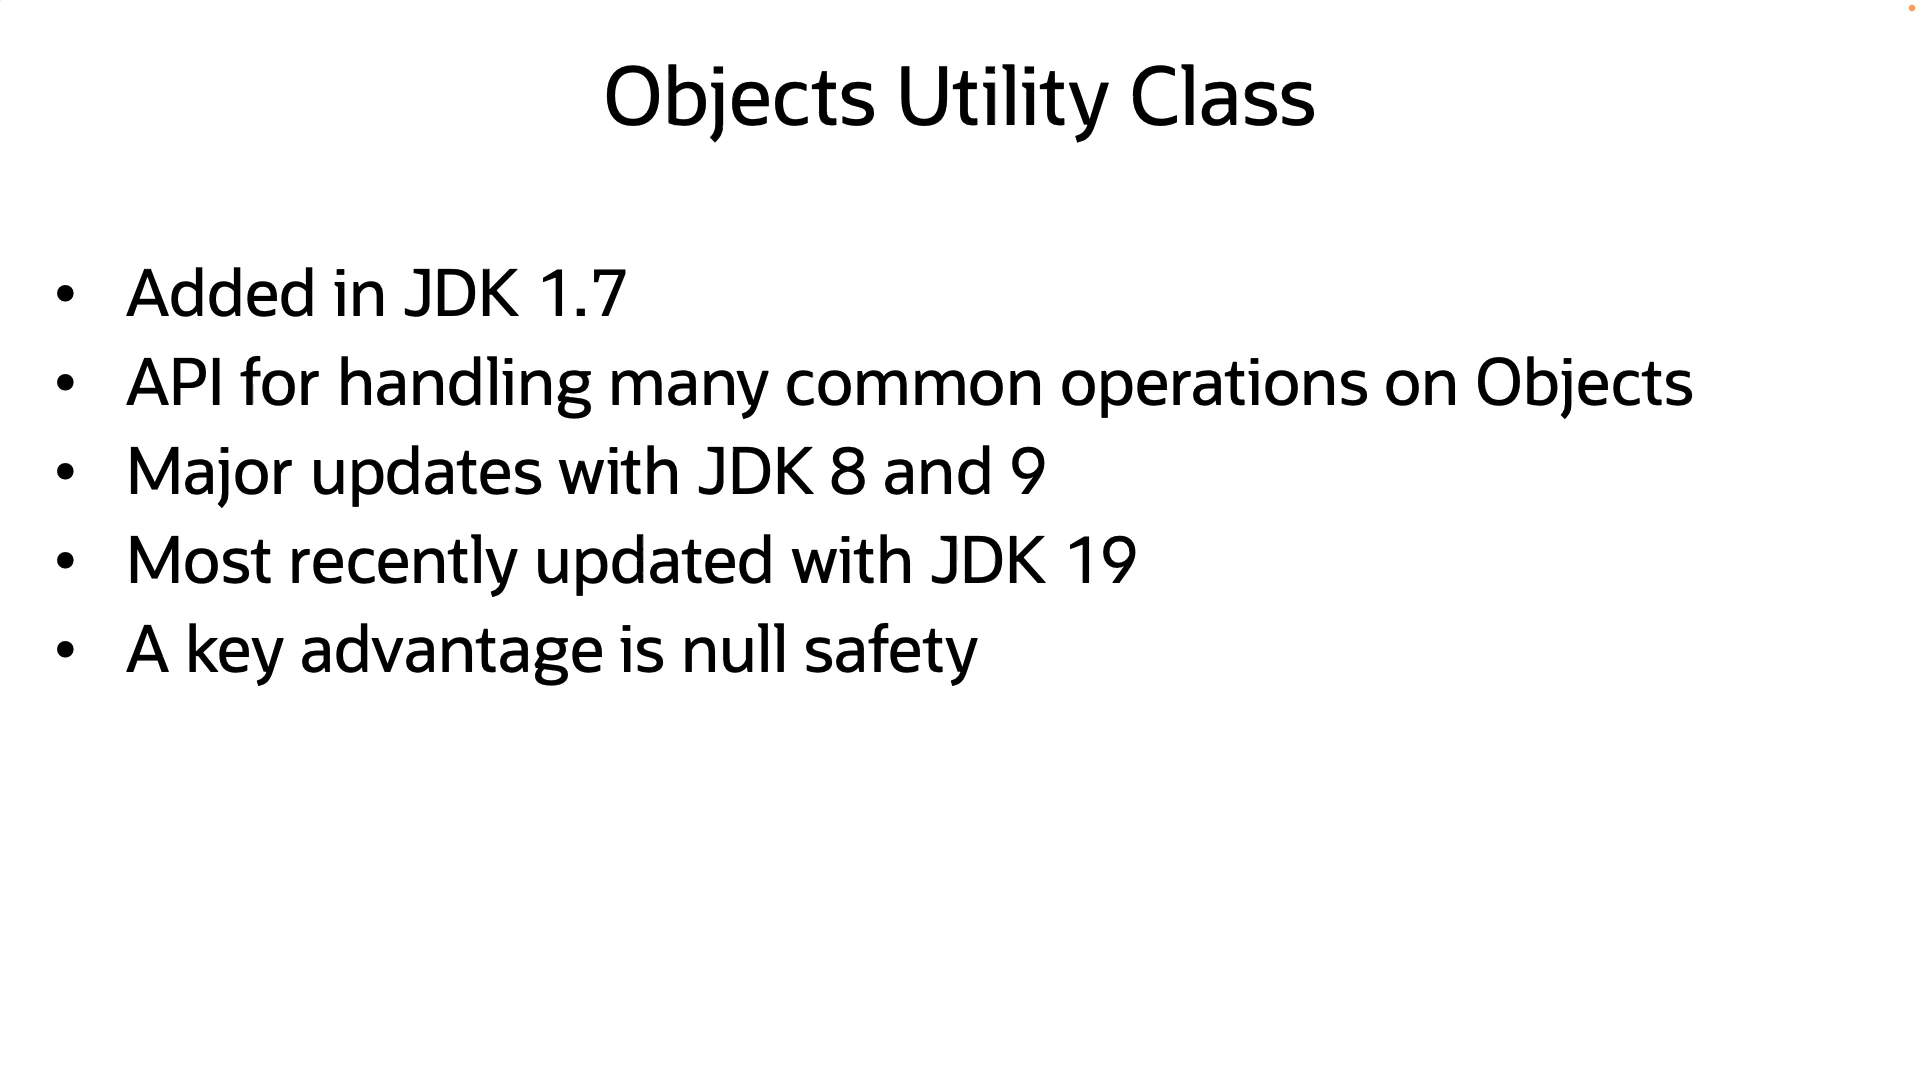 Objects Utility Class
• Added in JDK 1.7
• API for handling many common operations on Objects
• Major updates with JDK 8 and 9
• Most recently updated with JDK 19
• A key advantage is null safety